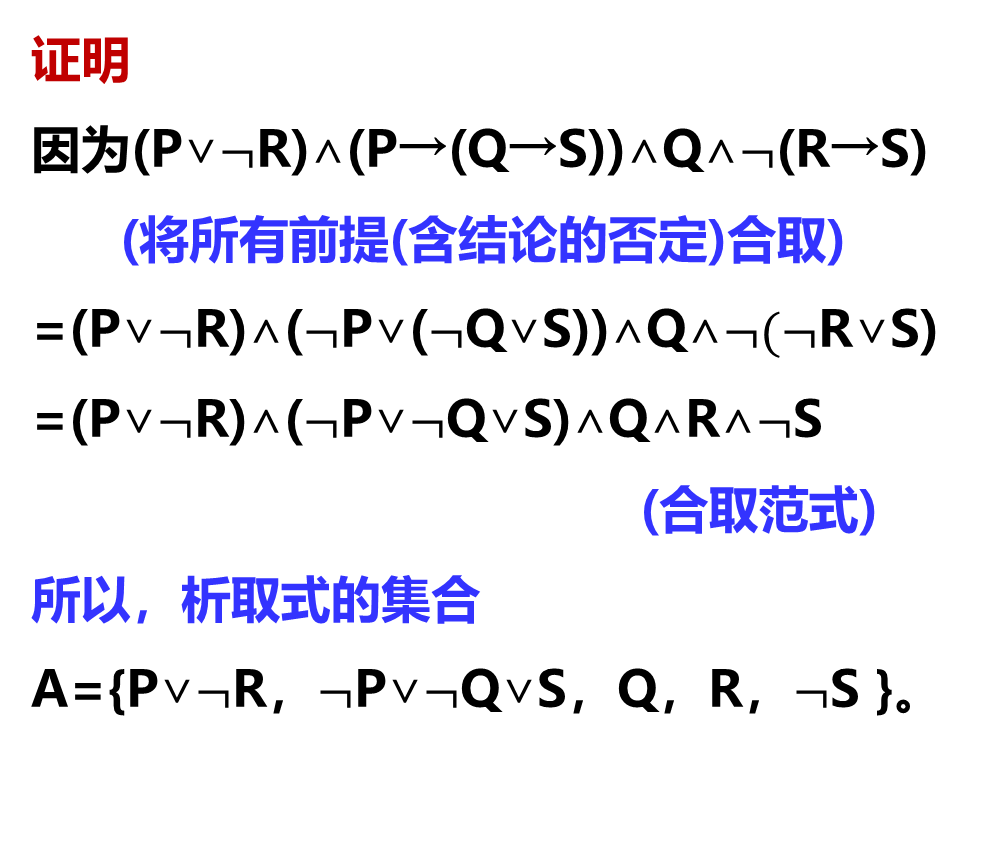 证明
因为(P∨¬R)∧(P→(Q→S))∧Q∧¬(R→S)
(将所有前提(含结论的否定)合取)
=(P∨¬R)∧(¬P∨(¬Q∨S))∧Q∧¬(¬R∨S)
=(P∨¬R)∧(¬P∨¬Q∨S)∧Q∧R∧¬S
(合取范式)
所以，析取式的集合
A={P∨¬R，¬P∨¬Q∨S，Q，R，¬S }。